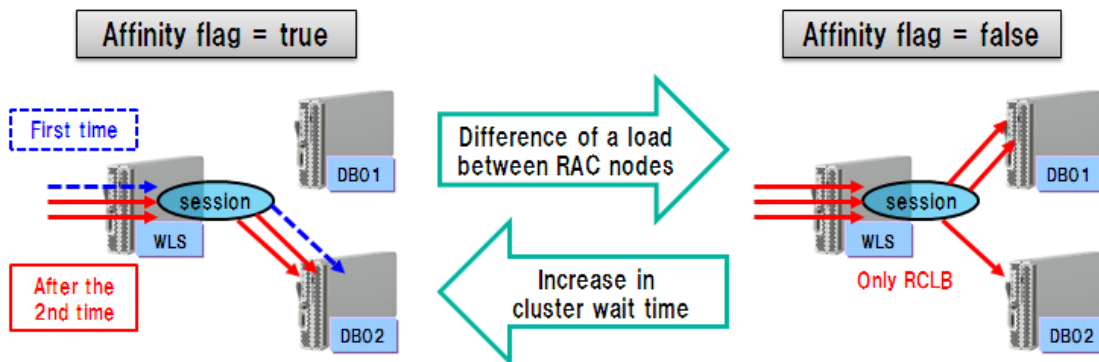 Affinity flag = true
First time
DB01
session
WLS
After the
2nd time
DB02
Difference of a load
between RAC nodes
Increase in
cluster wait time
Affinity flag = false
DB01
session
WLS
Only RCLB
DB02